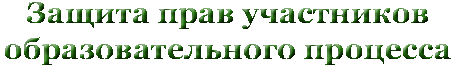 Защита прав участников
образовательного процесса